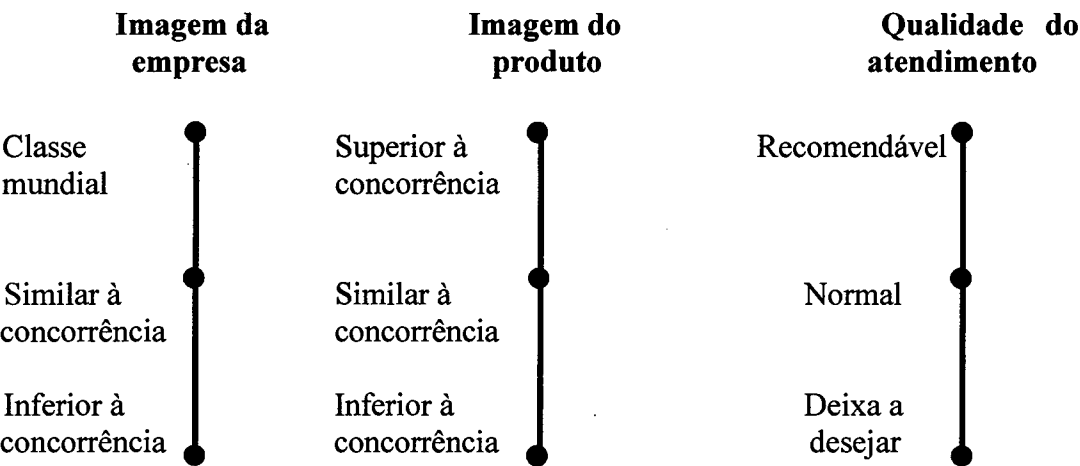 Imagem da
empresa
Imagem do
produto
Qualidade do
atendimento
Classe
mundial
Superior à
concorrência
Recomendável
Similar à
concorrência
Similar à
concorrência
Normal
Inferior à
concorrência
Inferior à
concorrência
Deixa a
desejar